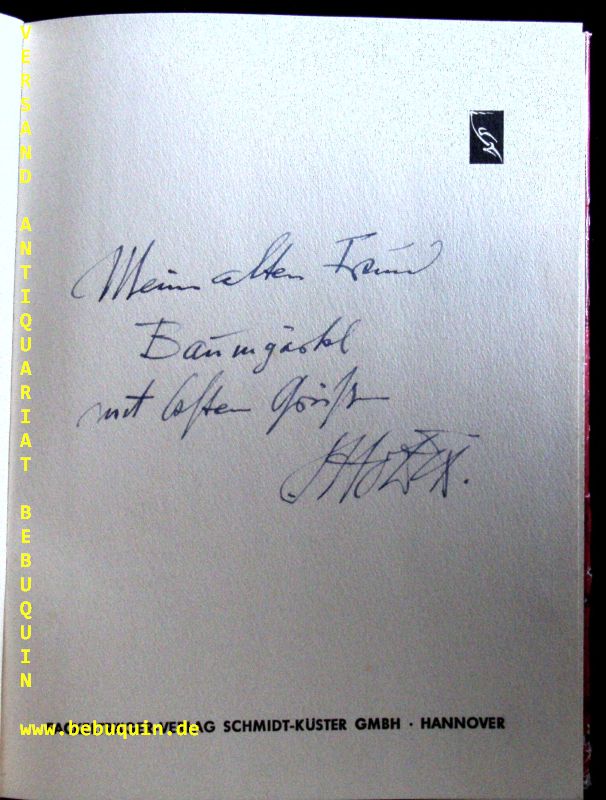 VERSAND ANTIQUARIAT BEBUQUIN
Meinem alten Freund
Baumgärtel
mit besten Grüßen
VERLAG SCHMIDT-KÜSTER GMBH · HANNOVER
www.bebuquin.de